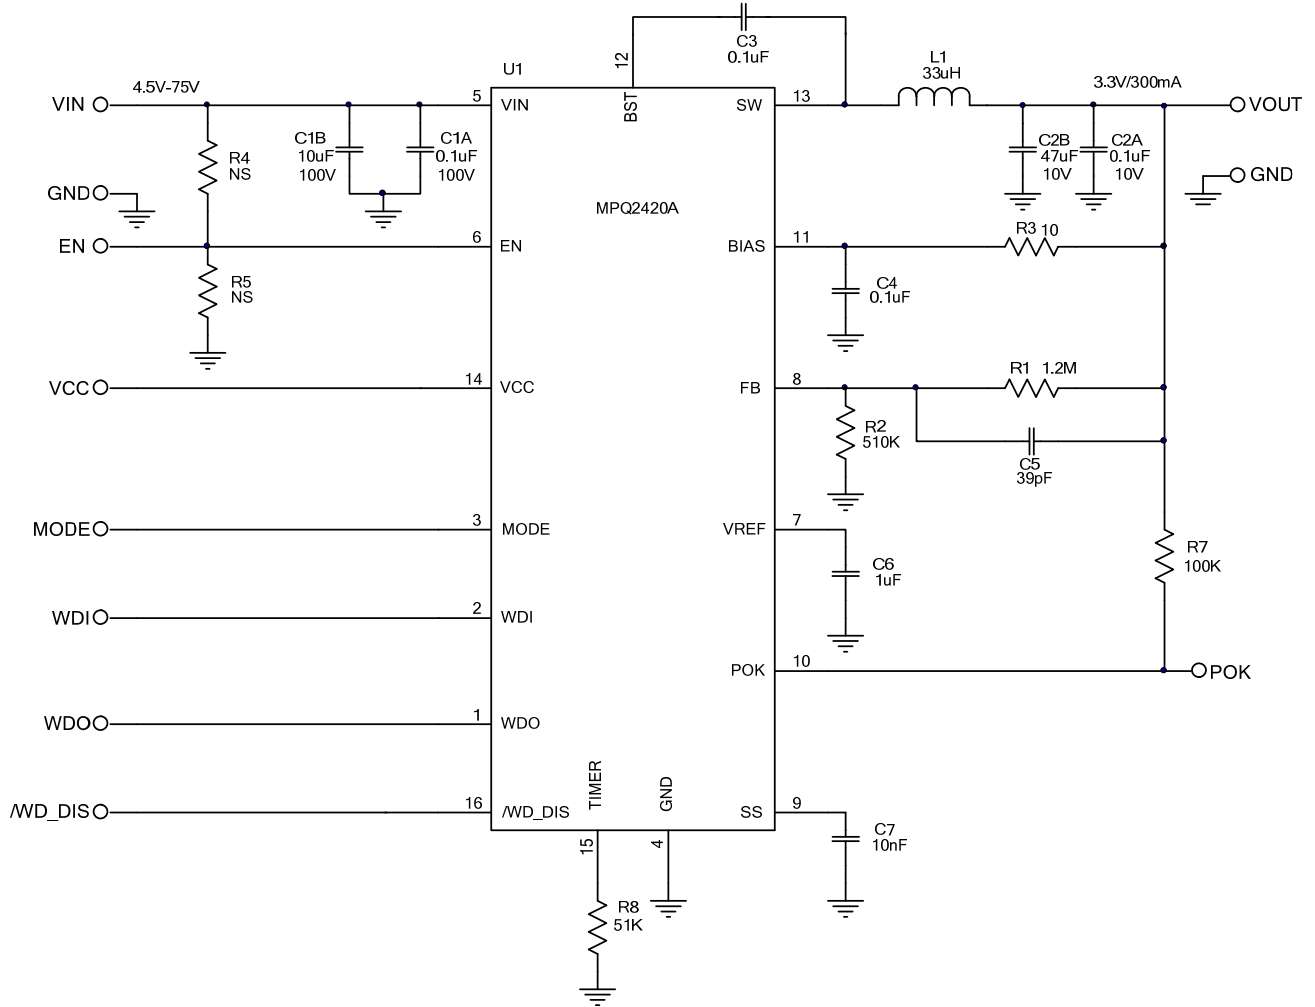 C3
0.1uF
12
U1
BST
4.5V-75V
VIN
5
VIN
SW
13
L1
33uH
3.3V/300mA
VOUT
R4
NS
C1B
10uF
100V
C1A
0.1uF
100V
C2B
47uF
10V
C2A
0.1uF
10V
GND
GND
MPQ2420A
EN
6
EN
BIAS
11
R3 10
R5
NS
C4
0.1uF
VCC
14
VCC
FB
8
R1 1.2M
R2
510K
C5
39pF
MODE
3
MODE
VREF
7
C6
1uF
R7
100K
WDI
2
WDI
POK
10
POK
WDO
1
WDO
TIMER
GND
/WD_DIS
16
/WD_DIS
SS
9
C7
10nF
15
4
R8
51K